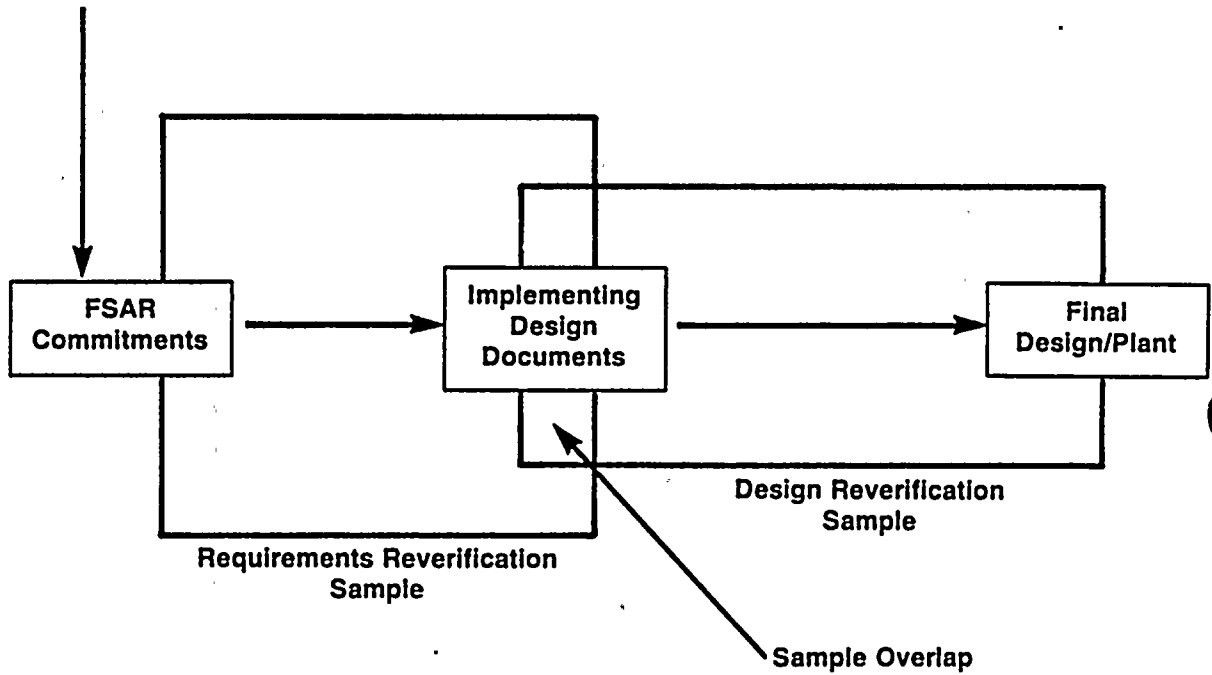 FSAR
Commitments
Implementing
Design
Documents
Final
Design/Plant
Design Reverification
Sample
Requirements Reverification
Sample
Sample Overlap